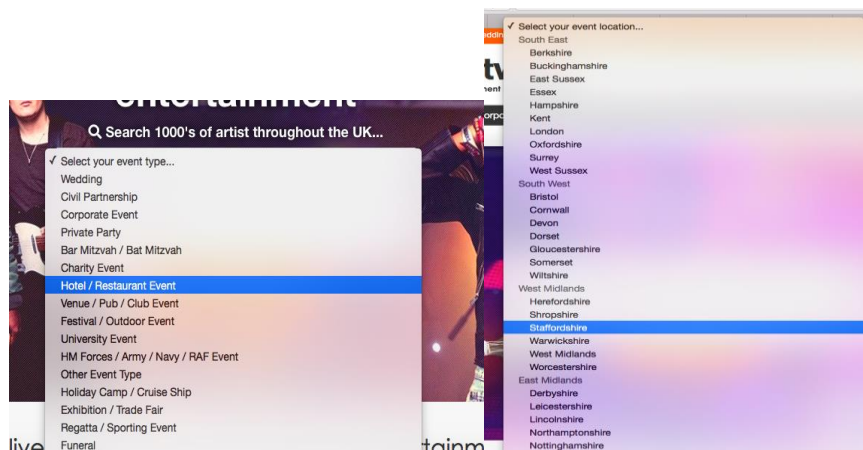 entertainment
Search 1000's of artist throughout the UK...
✓ Select your event type...
Wedding
Civil Partnership
Corporate Event
Private Party
Bar Mitzvah / Bat Mitzvah
Charity Event
Hotel / Restaurant Event
Venue / Pub / Club Event
Festival / Outdoor Event
University Event
HM Forces / Army / Navy / RAF Event
Other Event Type
Holiday Camp / Cruise Ship
Exhibition / Trade Fair
Regatta / Sporting Event
Funeral
live
✓ Select your event location...
South East
Berkshire
Buckinghamshire
East Sussex
Essex
Hampshire
Kent
London
Oxfordshire
Surrey
West Sussex
South West
Bristol
Cornwall
Devon
Dorset
Gloucestershire
Somerset
Wiltshire
West Midlands
Herefordshire
Shropshire
Staffordshire
Warwickshire
West Midlands
Worcestershire
East Midlands
Derbyshire
Leicestershire
Lincolnshire
Northamptonshire
Nottinghamshire